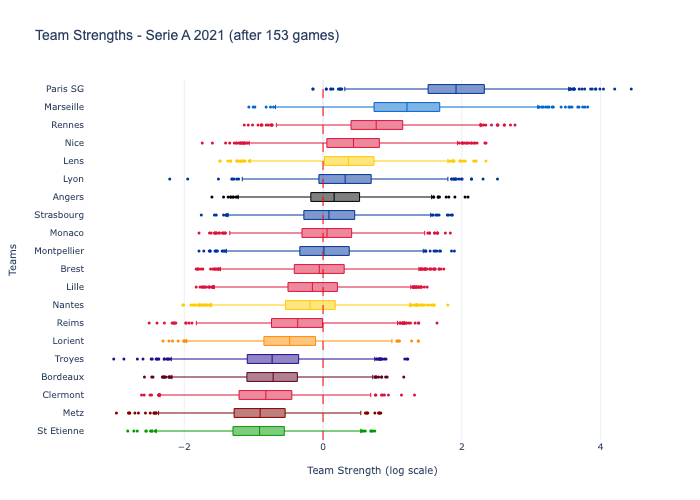 Team Strengths - Serie A 2021 (after 153 games)
Paris SG
Marseille
Rennes
Nice
Lens
Lyon
Angers
Strasbourg
Monaco
Montpellier
Brest
Lille
Nantes
Reims
Lorient
Troyes
Bordeaux
Clermont
Metz
St Etienne
Teams
−2 0 2 4
Team Strength (log scale)